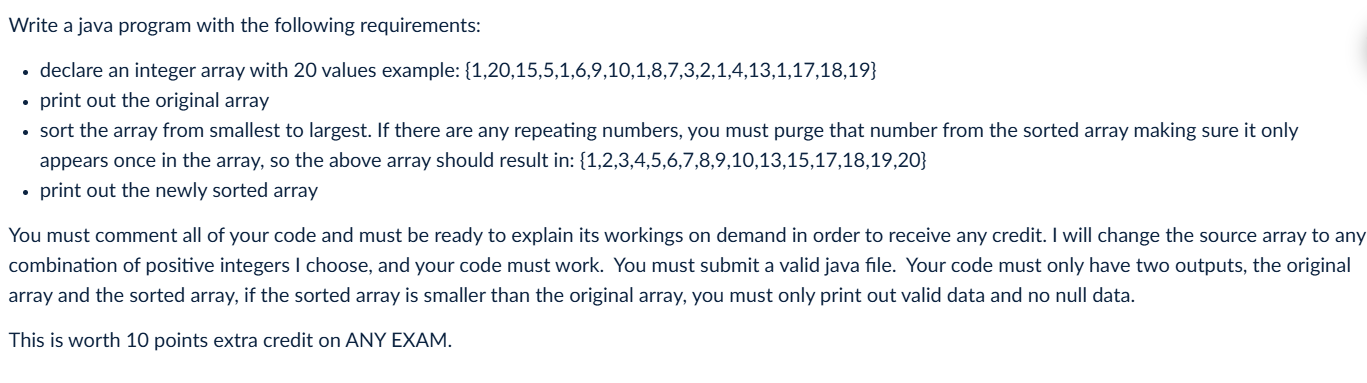 Write a java program with the following requirements:
• declare an integer array with 20 values example: {1,20,15,5,1,6,9,10,1,8,7,3,2,1,4,13,1,17,18,19}
• print out the original array
• sort the array from smallest to largest. If there are any repeating numbers, you must purge that number from the sorted array making sure it only
appears once in the array, so the above array should result in: {1,2,3,4,5,6,7,8,9,10,13,15,17,18,19,20}
• print out the newly sorted array
You must comment all of your code and must be ready to explain its workings on demand in order to receive any credit. I will change the source array to any
combination of positive integers I choose, and your code must work.  You must submit a valid java file.  Your code must only have two outputs, the original
array and the sorted array, if the sorted array is smaller than the original array, you must only print out valid data and no null data.
This is worth 10 points extra credit on ANY EXAM.